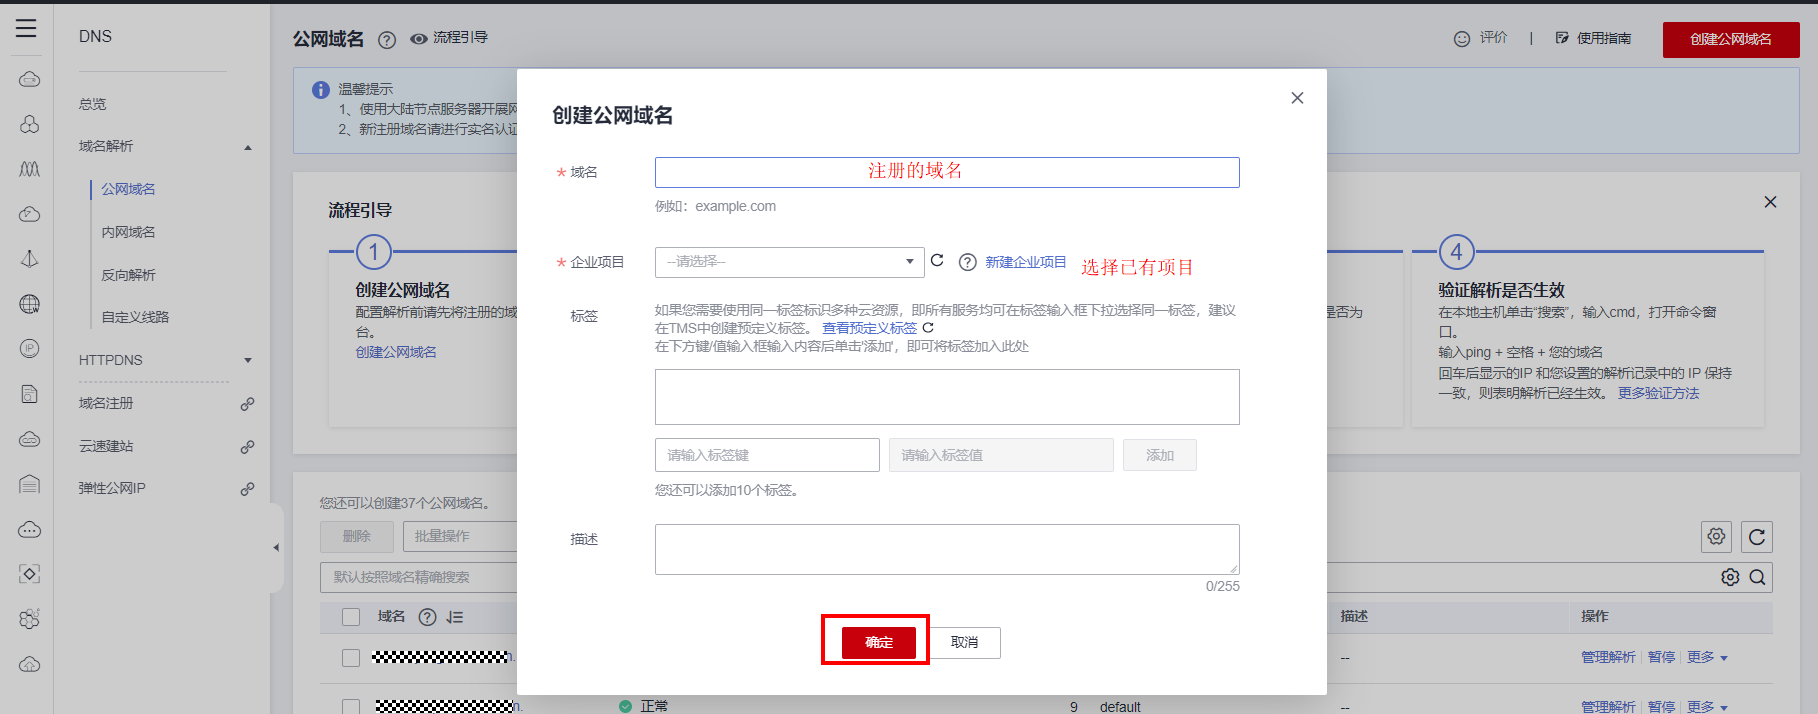 DNS
总览
域名解析
公网域名
内网域名
反向解析
自定义线路
HTTPDNS
域名注册
云速建站
弹性公网IP
公网域名
流程引导
评价
使用指南
创建公网域名
温馨提示
1、使用大陆节点服务器开展网
2、新注册域名请进行实名认证
流程引导
1
创建公网域名
配置解析前请先将注册的域
台。
创建公网域名
是否为
4
验证解析是否生效
在本地主机单击“搜索”，输入cmd，打开命令窗
口。
输入ping + 空格 + 您的域名
回车后显示的IP 和您设置的解析记录中的 IP 保持
一致，则表明解析已经生效。 更多验证方法
创建公网域名
* 域名
注册的域名
例如：example.com
* 企业项目
--请选择--
新建企业项目
选择已有项目
标签
如果您需要使用同一标签标识多种云资源，即所有服务均可在标签输入框下拉选择同一标签，建议
在TMS中创建预定义标签。 查看预定义标签
在下方键/值输入框输入内容后单击'添加'，即可将标签加入此处
请输入标签键
请输入标签值
添加
您还可以添加10个标签。
描述
0/255
确定
取消
您还可以创建37个公网域名。
删除
批量操作
默认按照域名精确搜索
域名
描述
操作
n.
--
管理解析
暂停
更多
n.
正常
9
default
--
管理解析
暂停
更多